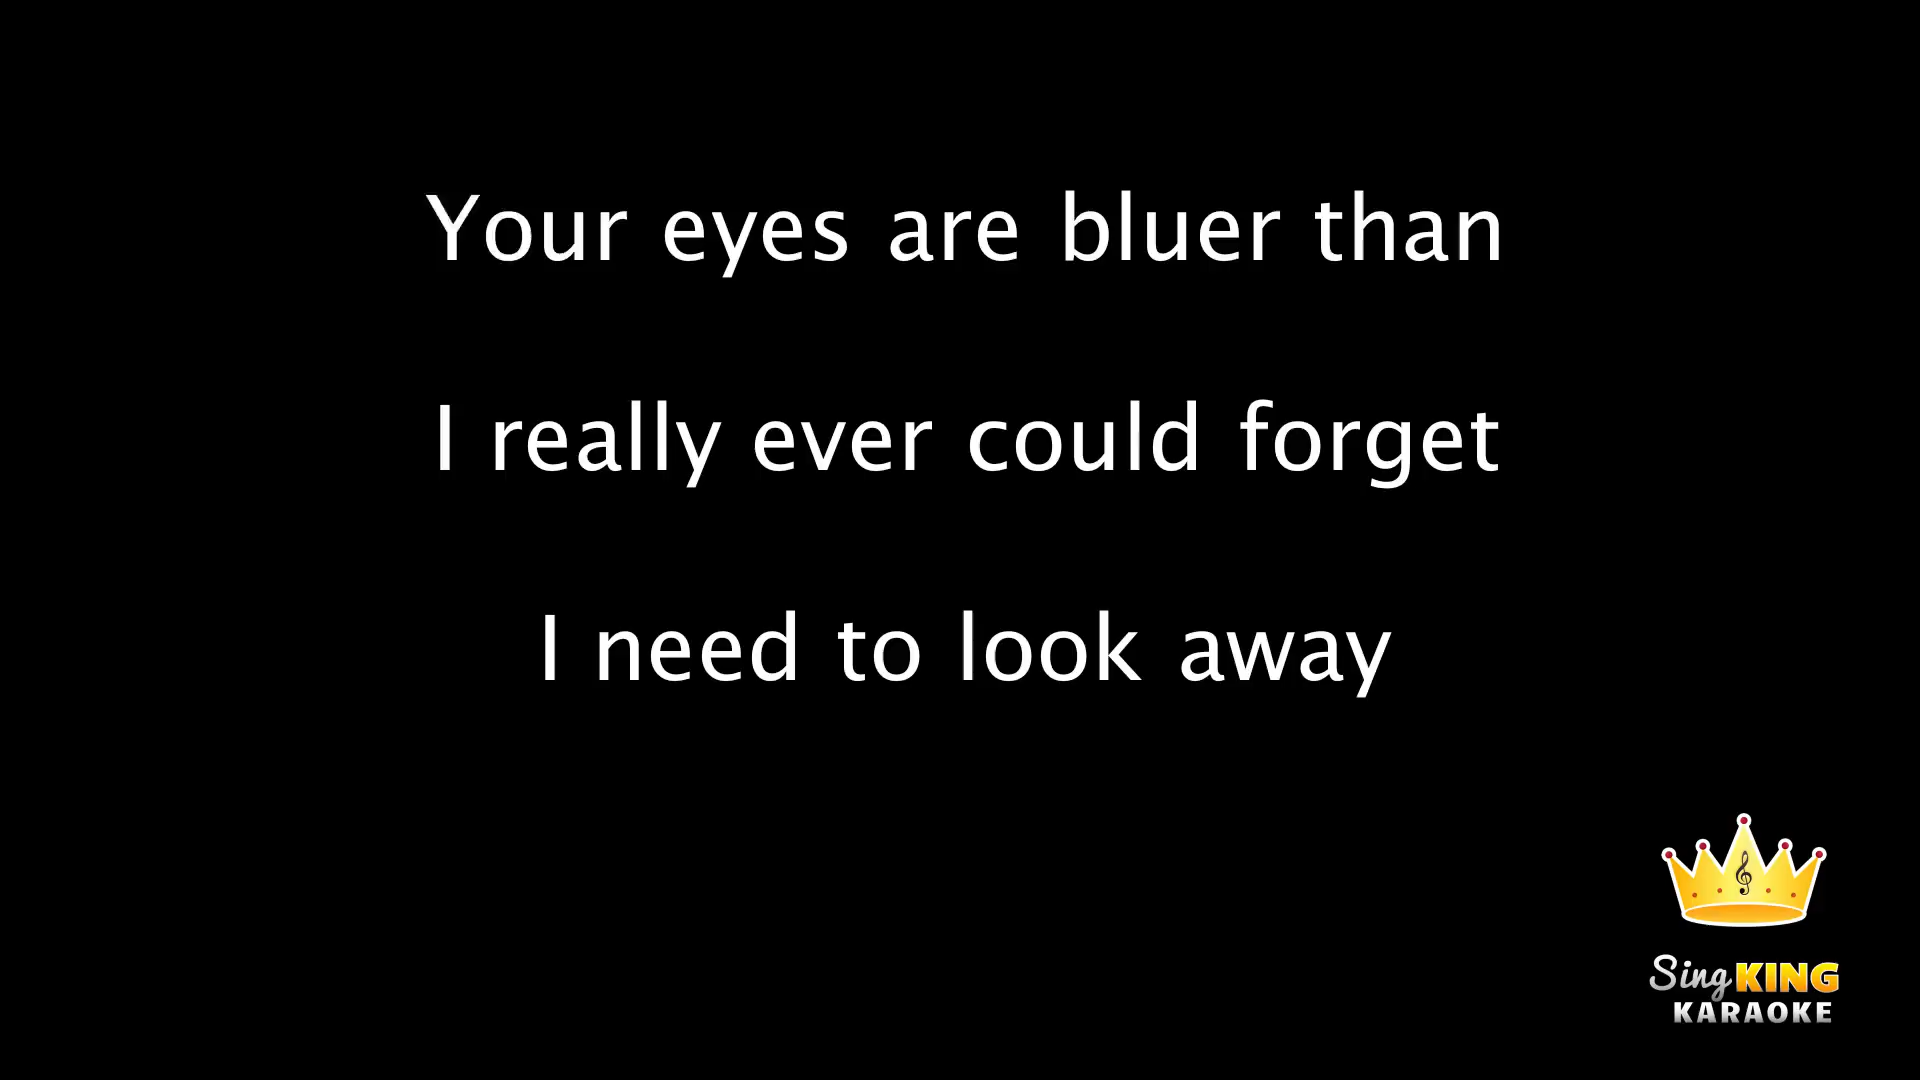 Your eyes are bluer than
I really ever could forget
I need to look away
Sing KING
KARAOKE